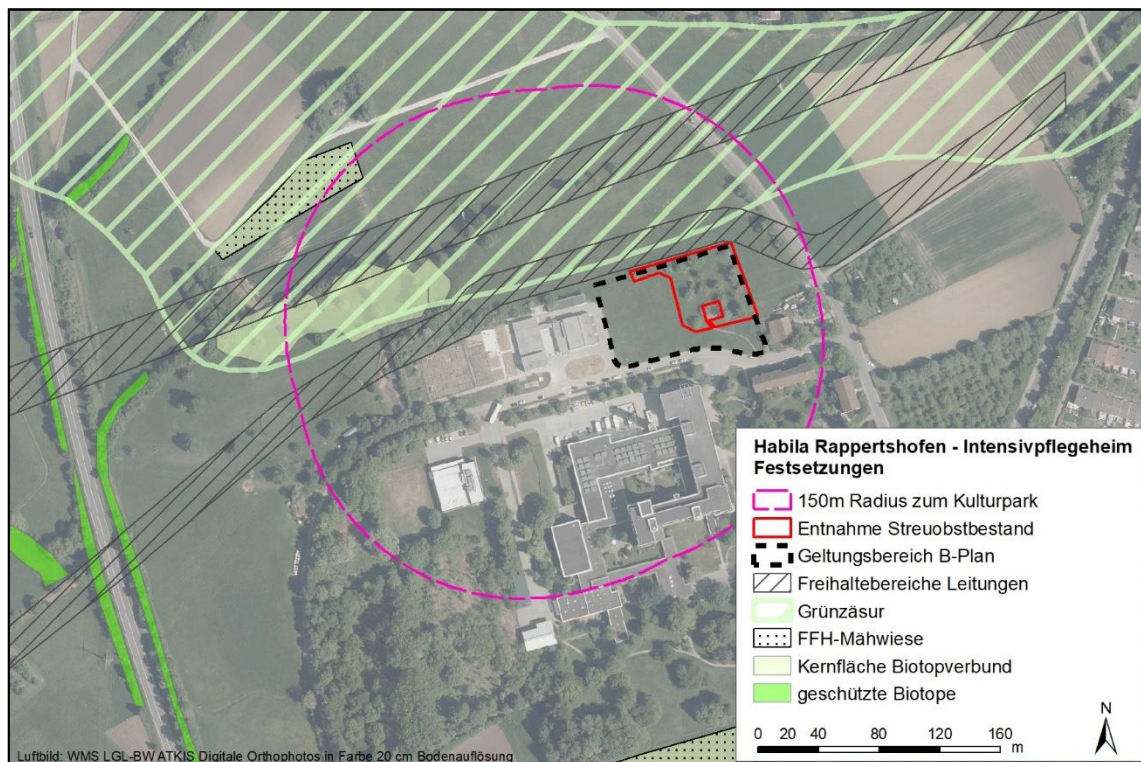 Habila Rappertshofen - Intensivpflegeheim
Festsetzungen
150m Radius zum Kulturpark
Entnahme Streuobstbestand
Geltungsbereich B-Plan
Freihaltebereiche Leitungen
Grünzäsur
FFH-Mähwiese
Kernfläche Biotopverbund
geschützte Biotope
N
0 20 40 80 120 160
m
Luftbild: WMS LGL-BW ATKIS Digitale Orthophotos in Farbe 20 cm Bodenauflösung